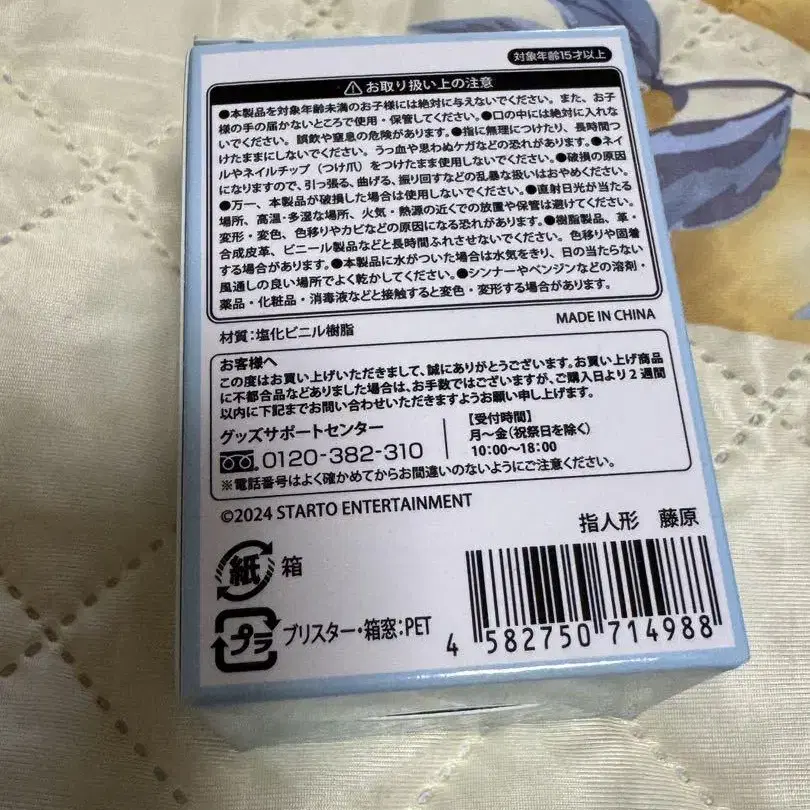 対象年齢15才以上
お取り扱い上の注意
●本製品を対象年齢未満のお子様には絶対に与えないでください。また、お子
様の手の届かないところで使用・保管してください。●口の中には絶対に入れな
いでください。誤飲や窒息の危険があります。●指に無理につけたり、長時間つ
けたままにしないでください。うっ血や思わぬケガなどの恐れがあります。●ネイ
ルやネイルチップ（つけ爪）をつけたまま使用しないでください。●破損の原因
になりますので、引っ張る、曲げる、振り回すなどの乱暴な扱いはおやめください。
●万一、本製品が破損した場合は使用しないでください。●直射日光が当たる
場所、高温・多湿な場所、火気・熱源の近くでの放置や保管は避けてください。
変形・変色、色移りやカビなどの原因になる恐れがあります。●樹脂製品、革・
合成皮革、ビニール製品などと長時間ふれさせないでください。色移りや固着
する場合があります。●本製品に水がついた場合は水気をきり、日の当たらない
風通しの良い場所でよく乾かしてください。●シンナーやベンジンなどの溶剤・
薬品・化粧品・消毒液などと接触すると変色・変形する場合があります。
材質：塩化ビニル樹脂
MADE IN CHINA
お客様へ
この度はお買い上げいただきまして、誠にありがとうございます。お買い上げ商品
に不都合品などありました場合は、お手数ではございますが、ご購入日より2週間
以内に下記までお問い合わせいただきますようお願い申し上げます。
グッズサポートセンター
0120-382-310
【受付時間】
月〜金（祝祭日を除く）
10:00〜18:00
※電話番号はよく確かめてからお間違いのないようにご注意ください。
©2024 STARTO ENTERTAINMENT
指人形 藤原
紙 箱
プラ ブリスター・箱窓：PET
4 582750 714988